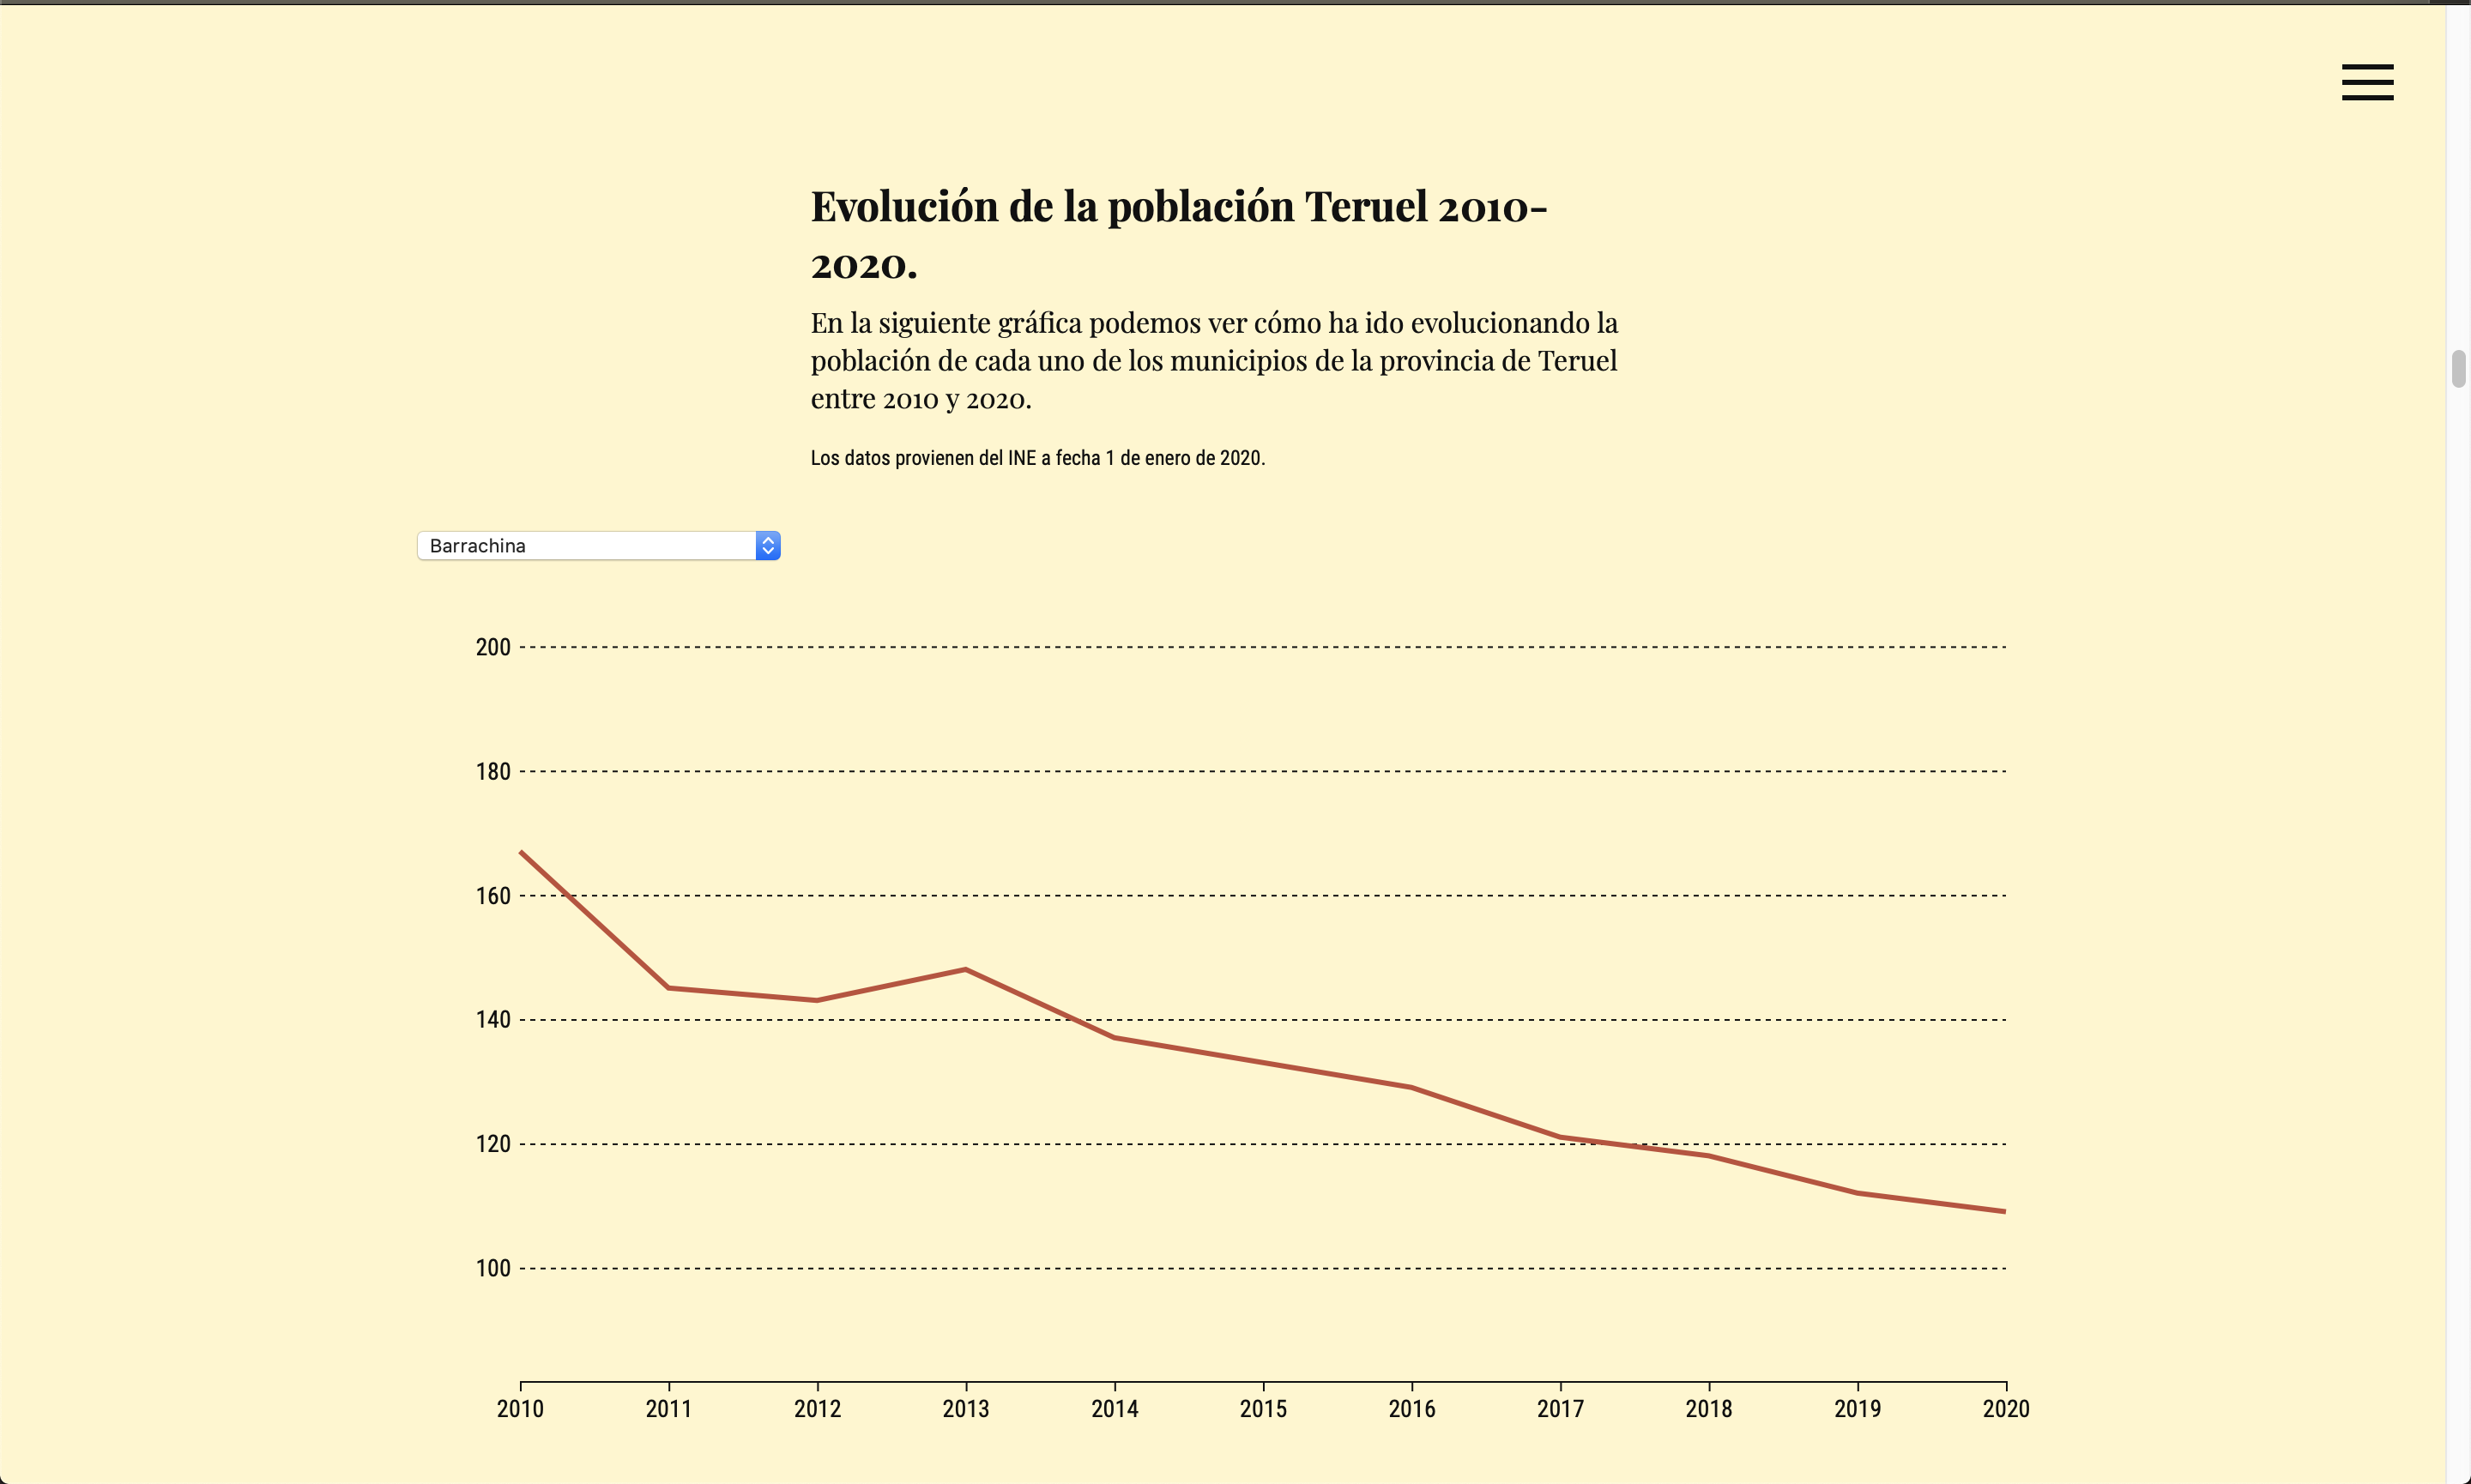 Evolución de la población Teruel 2010-
2020.
En la siguiente gráfica podemos ver cómo ha ido evolucionando la
población de cada uno de los municipios de la provincia de Teruel
entre 2010 y 2020.
Los datos provienen del INE a fecha 1 de enero de 2020.
Barrachina
200
180
160
140
120
100
2010 2011 2012 2013 2014 2015 2016 2017 2018 2019 2020